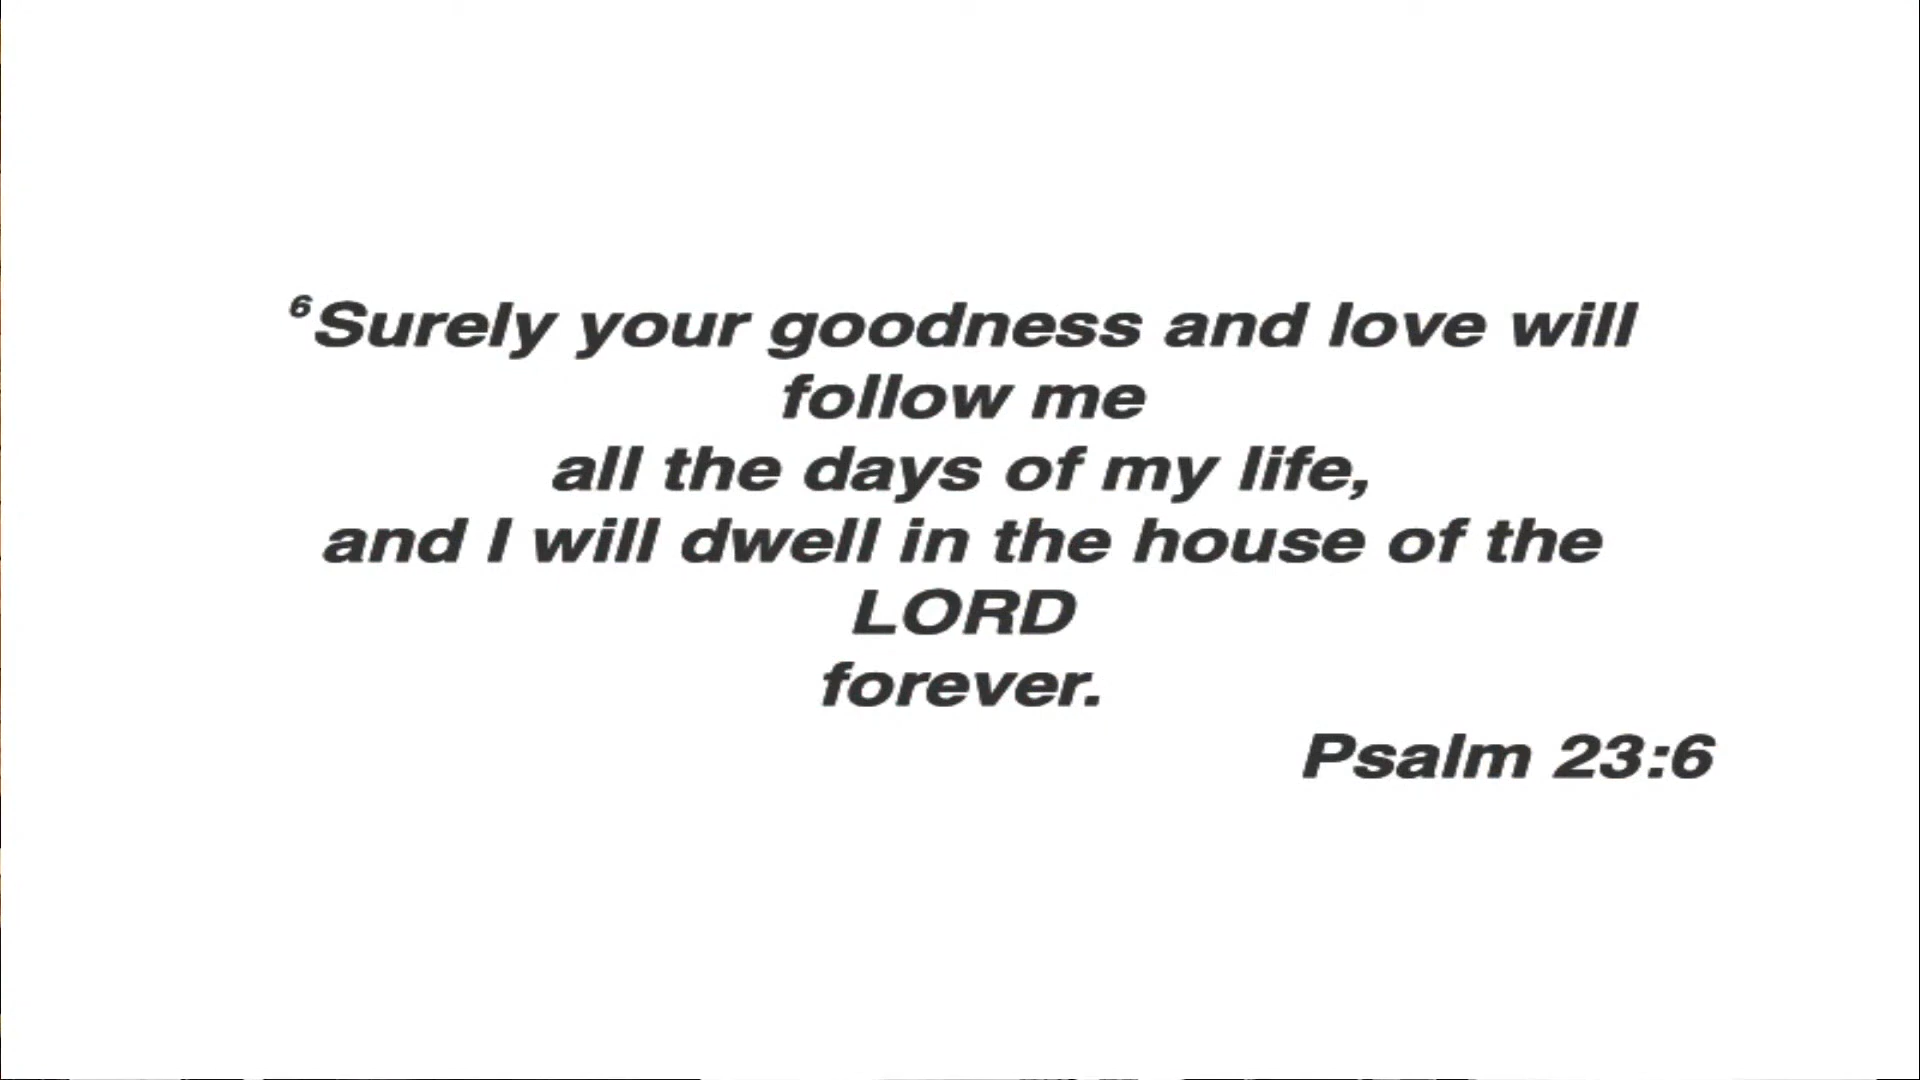 ⁶Surely your goodness and love will
follow me
all the days of my life,
and I will dwell in the house of the
LORD
forever.
Psalm 23:6